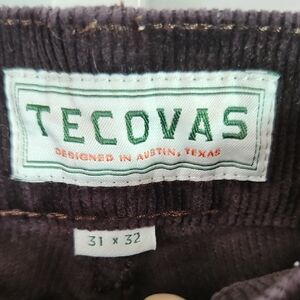 TECOVAS
DESIGNED IN AUSTIN, TEXAS
31 x 32